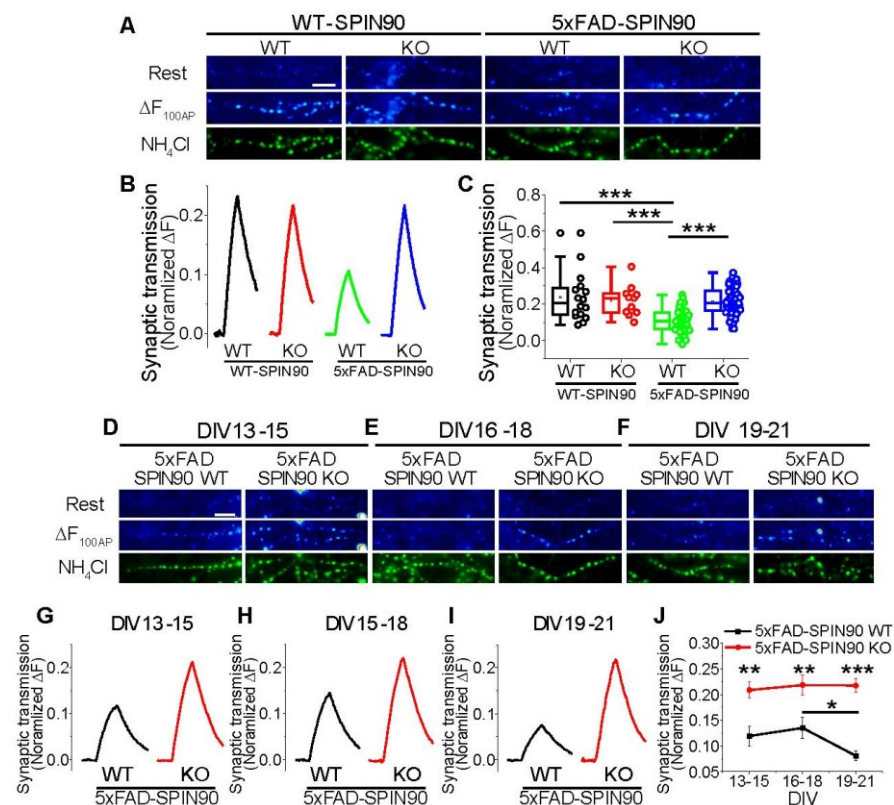 A
WT-SPIN90
5xFAD-SPIN90
WT
KO
WT
KO
Rest
ΔF100AP
NH4Cl
B
Synaptic transmission
(Noramlized ΔF)
0.2
0.1
0.0
WT
KO
WT
KO
WT-SPIN90
5xFAD-SPIN90
C
Synaptic transmission
(Noramlized ΔF)
0.8
0.6
0.4
0.2
0.0
***
***
***
WT
KO
WT
KO
WT-SPIN90
5xFAD-SPIN90
D
DIV13-15
E
DIV16-18
F
DIV 19-21
5xFAD
SPIN90 WT
5xFAD
SPIN90 KO
5xFAD
SPIN90 WT
5xFAD
SPIN90 KO
5xFAD
SPIN90 WT
5xFAD
SPIN90 KO
Rest
ΔF100AP
NH4Cl
G
DIV13-15
Synaptic transmission
(Noramlized ΔF)
0.2
0.1
0.0
WT
KO
5xFAD-SPIN90
H
DIV15-18
Synaptic transmission
(Noramlized ΔF)
0.2
0.1
0.0
WT
KO
5xFAD-SPIN90
I
DIV19-21
Synaptic transmission
(Noramlized ΔF)
0.2
0.1
0.0
WT
KO
5xFAD-SPIN90
J
5xFAD-SPIN90 WT
5xFAD-SPIN90 KO
Synaptic transmission
(Noramlized ΔF)
0.30
0.25
0.20
0.15
0.10
0.05
**
**
***
*
13-15
16-18
19-21
DIV